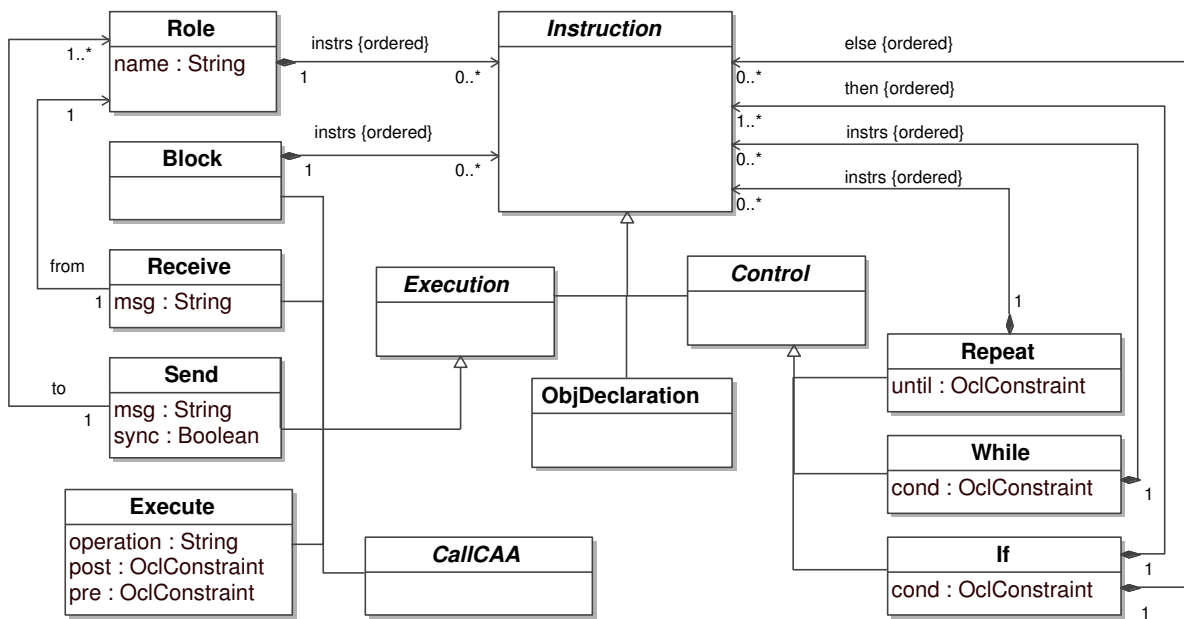 Role
name : String
1..*
1
instrs {ordered}
1
0..*
Instruction
else {ordered}
0..*
then {ordered}
1..*
instrs {ordered}
0..*
instrs {ordered}
0..*
Block
instrs {ordered}
1
0..*
from
1
Receive
msg : String
Execution
Control
to
1
Send
msg : String
sync : Boolean
ObjDeclaration
1
Repeat
until : OclConstraint
While
cond : OclConstraint
1
Execute
operation : String
post : OclConstraint
pre : OclConstraint
CallCAA
If
cond : OclConstraint
1
1